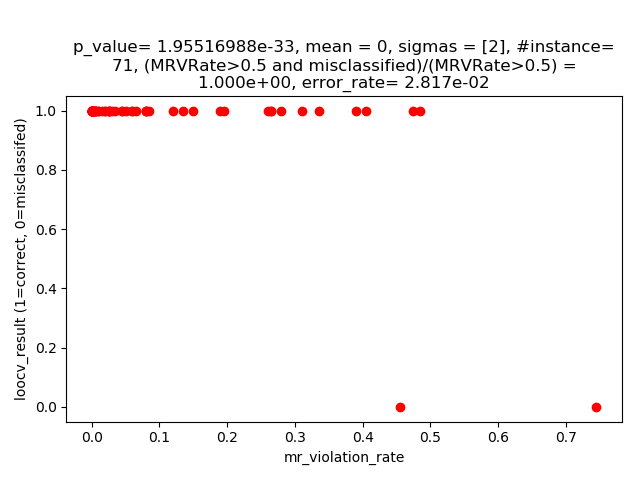 p_value= 1.95516988e-33, mean = 0, sigmas = [2], #instance=
71, (MRVRate>0.5 and misclassified)/(MRVRate>0.5) =
1.000e+00, error_rate= 2.817e-02
loocv_result (1=correct, 0=misclassifed)
1.0
0.8
0.6
0.4
0.2
0.0
0.0 0.1 0.2 0.3 0.4 0.5 0.6 0.7
mr_violation_rate